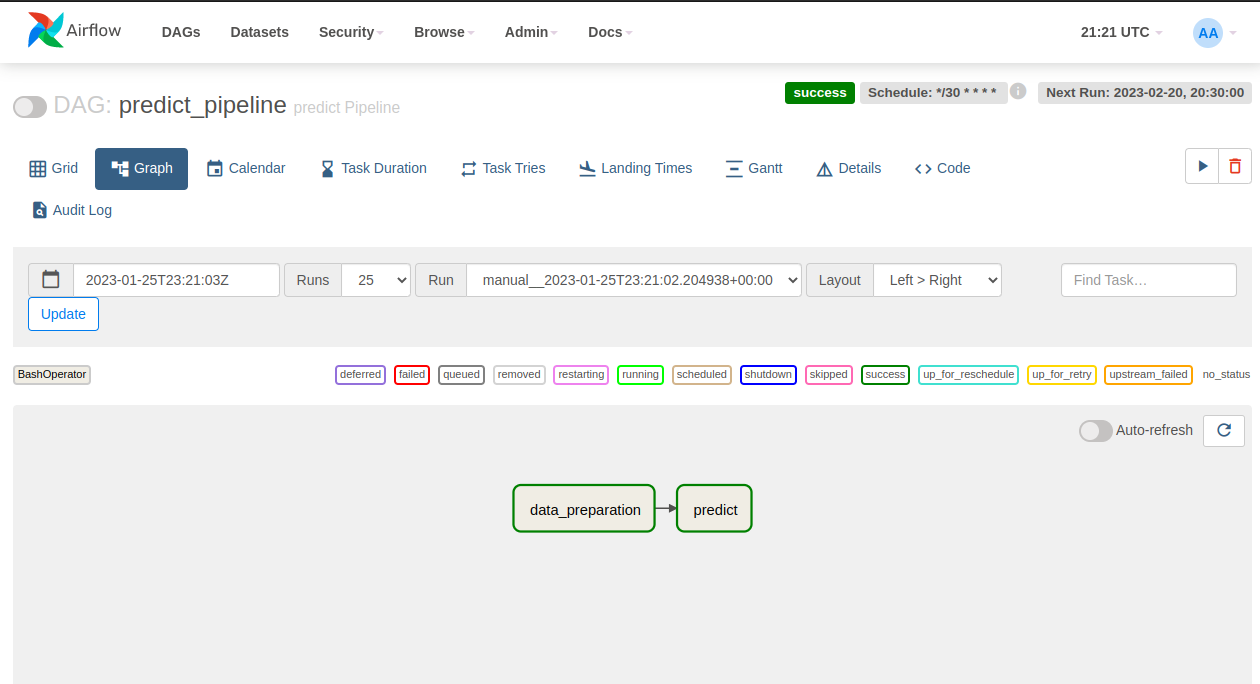 Airflow DAGs Datasets Security Browse Admin Docs 21:21 UTC AA
DAG: predict_pipeline predict Pipeline success Schedule: */30 * * * * i Next Run: 2023-02-20, 20:30:00
Grid Graph Calendar Task Duration Task Tries Landing Times Gantt Details Code
Audit Log
2023-01-25T23:21:03Z Runs 25 Run manual__2023-01-25T23:21:02.204938+00:00 Layout Left > Right Find Task…
Update
BashOperator deferred failed queued removed restarting running scheduled shutdown skipped success up_for_reschedule up_for_retry upstream_failed no_status
Auto-refresh
data_preparation predict